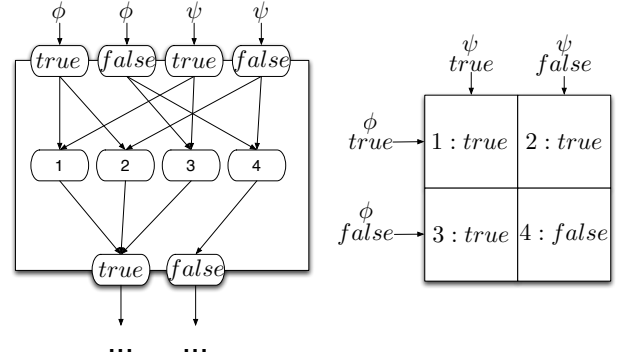 ϕ ϕ ψ ψ
true false true false
1 2 3 4
true false
... ...
ψ ψ
true false
ϕ
true
1 : true 2 : true
ϕ
false
3 : true 4 : false